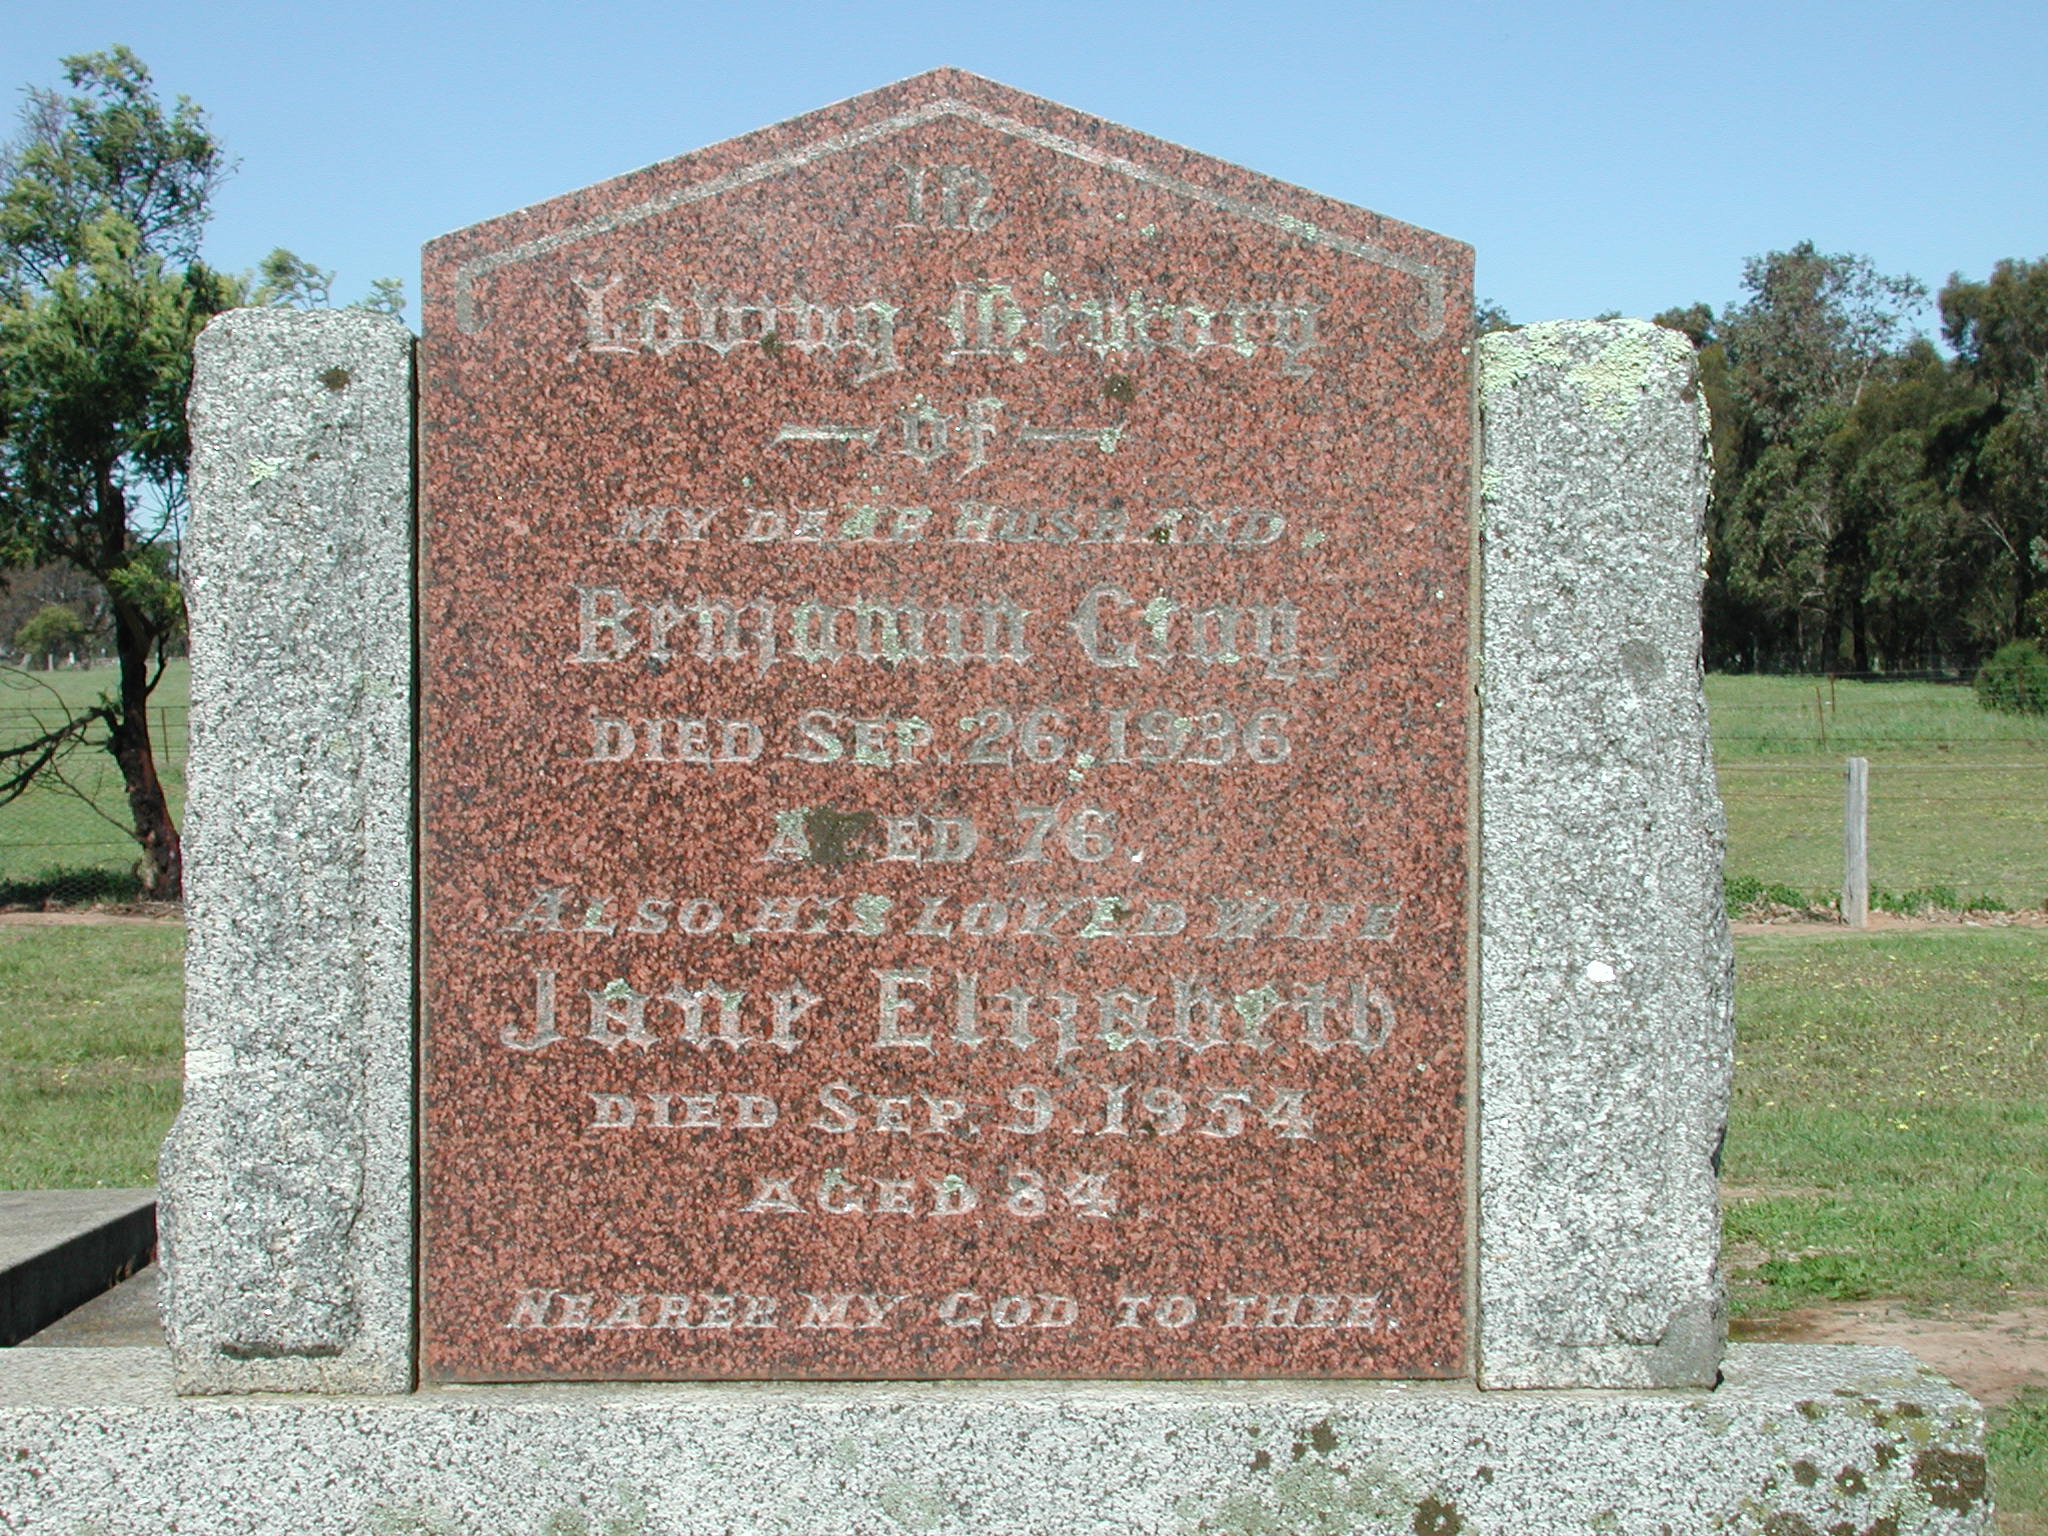 In
Loving Memory
— of —
MY DEAR HUSBAND,
Benjamin Gray,
DIED SEP. 26, 1936
AGED 76.
ALSO HIS LOVED WIFE
Jane Elizabeth
DIED SEP. 9, 1954
AGED 84.
NEARER MY GOD TO THEE.